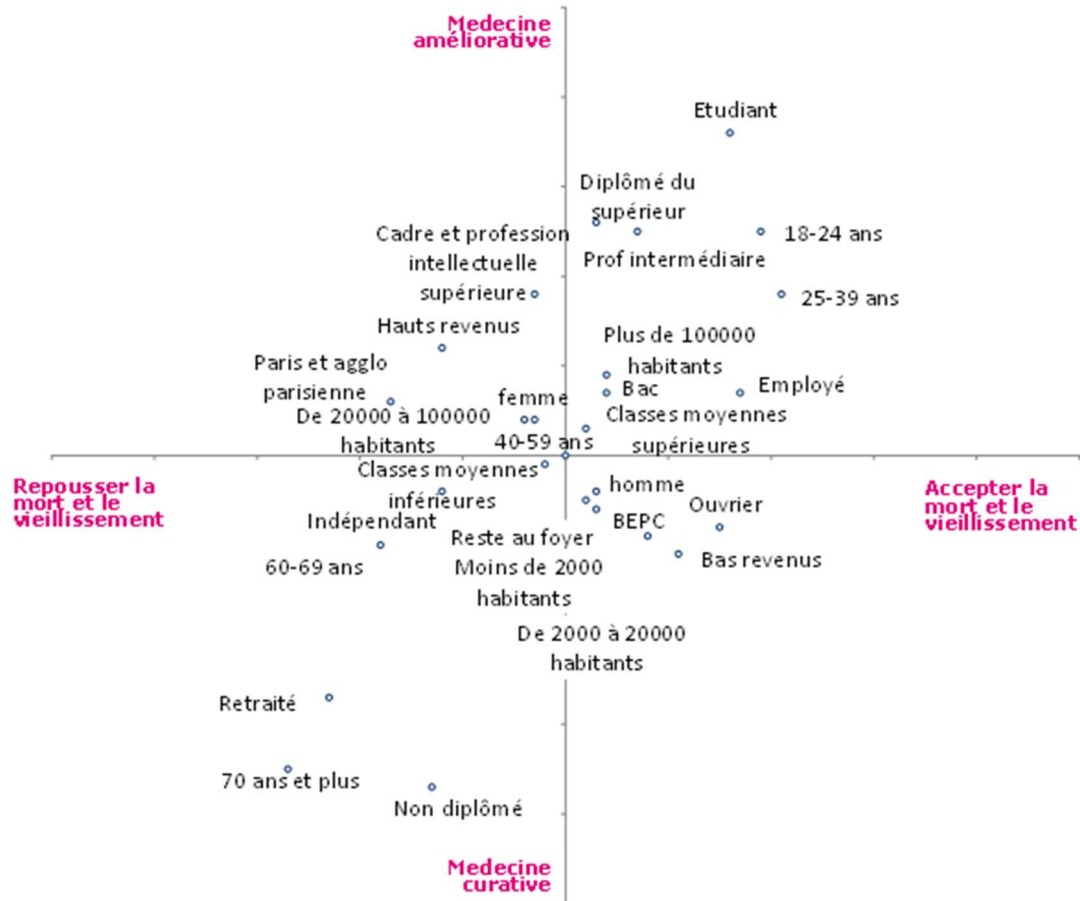 Medecine
améliorative
Etudiant
Diplômé du
supérieur
Cadre et profession
intellectuelle
supérieure
18-24 ans
Prof intermédiaire
25-39 ans
Hauts revenus
Plus de 100000
habitants
Paris et agglo
parisienne
femme
Bac
Employé
De 20000 à 100000
habitants
Classes moyennes
supérieures
40-59 ans
Classes moyennes
inférieures
Repousser la
mort et le
vieillissement
homme
Accepter la
mort et le
vieillissement
Ouvrier
Indépendant
BEPC
Reste au foyer
Bas revenus
60-69 ans
Moins de 2000
habitants
De 2000 à 20000
habitants
Retraité
70 ans et plus
Non diplômé
Medecine
curative